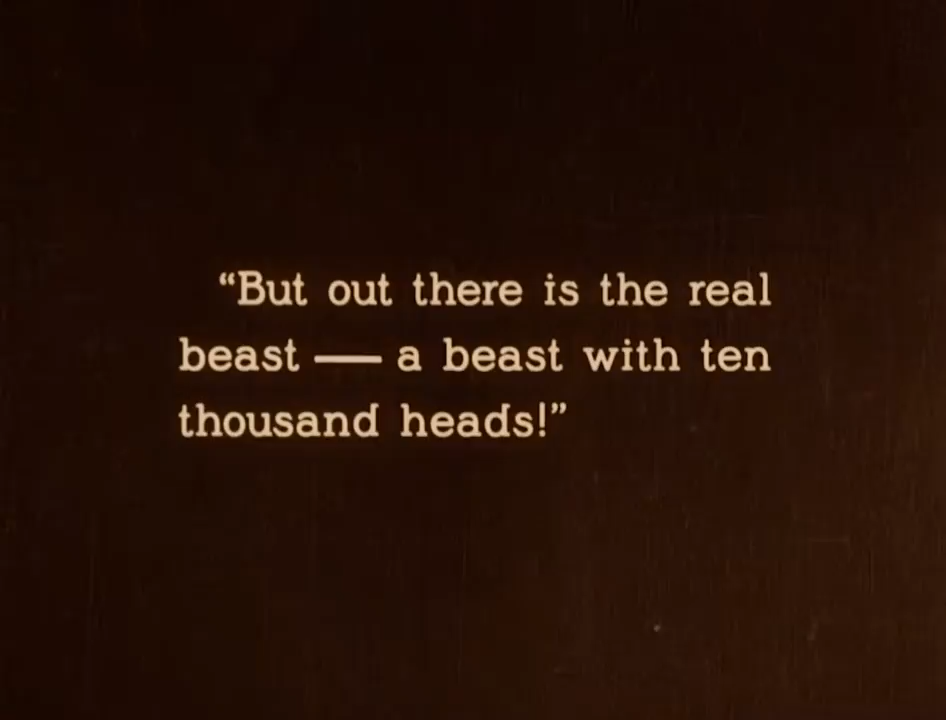 “But out there is the real
beast — a beast with ten
thousand heads!”